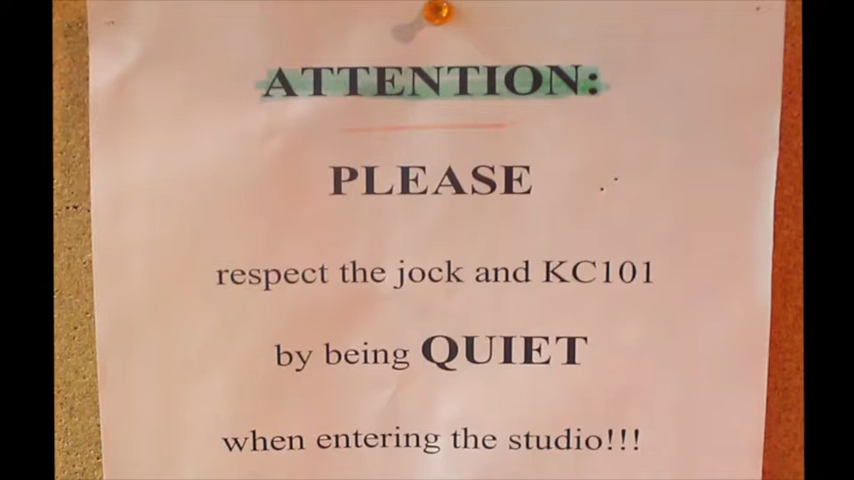 ATTENTION:
PLEASE
respect the jock and KC101
by being QUIET
when entering the studio!!!